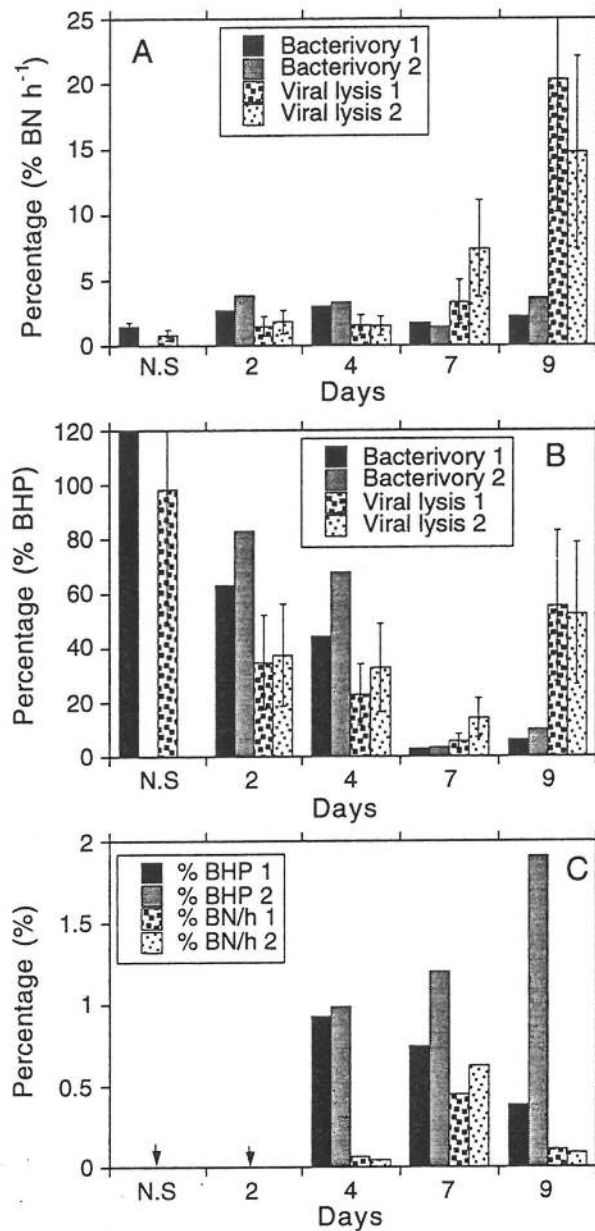 A
25
20
15
10
5
0
Percentage (% BN h⁻¹)
Bacterivory 1
Bacterivory 2
Viral lysis 1
Viral lysis 2
N.S 2 4 7 9
Days
B
120
100
80
60
40
20
0
Percentage (% BHP)
Bacterivory 1
Bacterivory 2
Viral lysis 1
Viral lysis 2
N.S 2 4 7 9
Days
C
2
1.5
1
0.5
0
Percentage (%)
% BHP 1
% BHP 2
% BN/h 1
% BN/h 2
N.S 2 4 7 9
Days